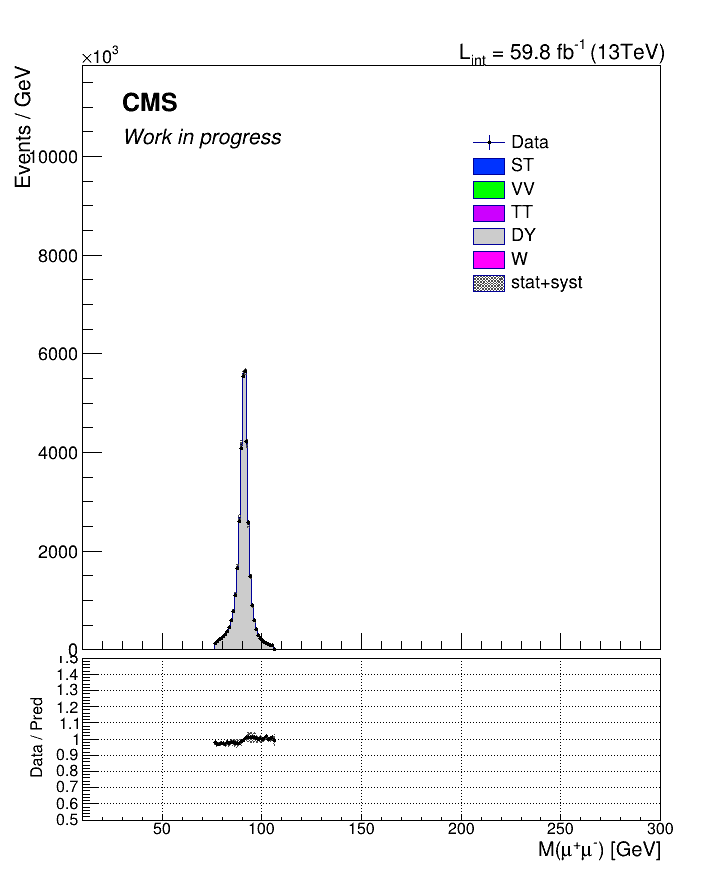 ×10³
L_int = 59.8 fb⁻¹ (13TeV)
Events / GeV
CMS
Work in progress
Data
ST
VV
TT
DY
W
stat+syst
10000
8000
6000
4000
2000
0
Data / Pred
1.5
1.4
1.3
1.2
1.1
1
0.9
0.8
0.7
0.6
0.5
50 100 150 200 250 300
M(μ⁺μ⁻) [GeV]